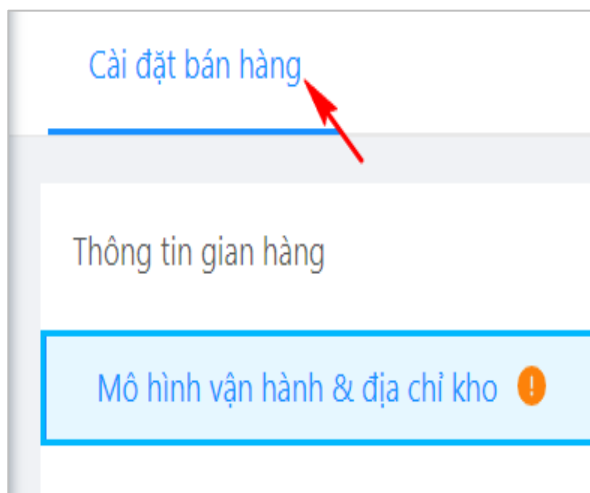 Cài đặt bán hàng
Thông tin gian hàng
Mô hình vận hành & địa chỉ kho